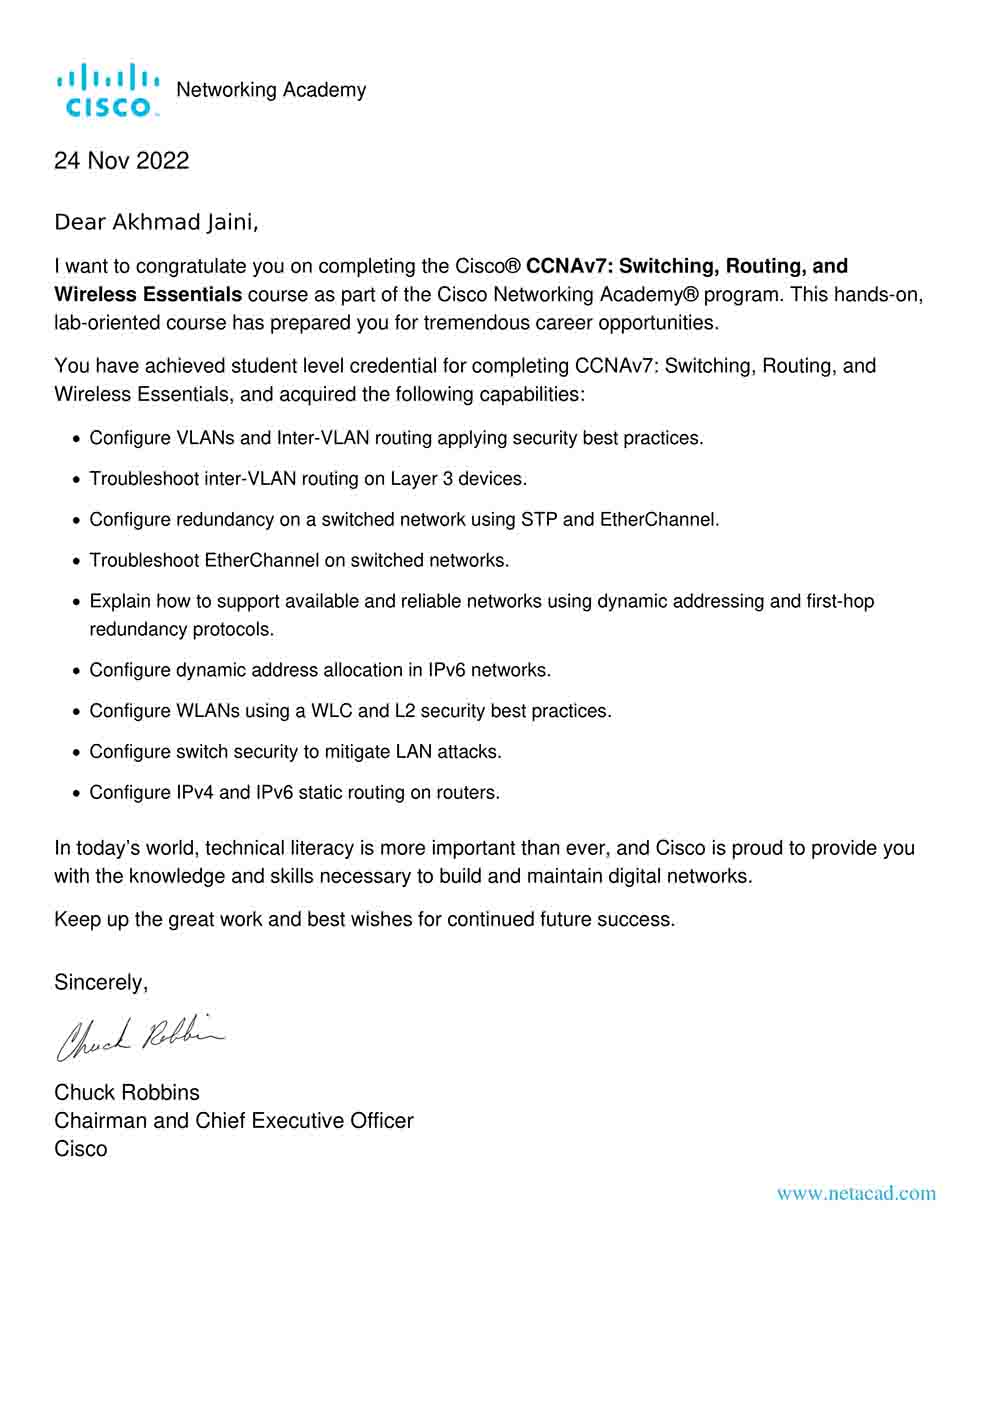 CISCO Networking Academy
24 Nov 2022
Dear Akhmad Jaini,
I want to congratulate you on completing the Cisco® CCNAv7: Switching, Routing, and
Wireless Essentials course as part of the Cisco Networking Academy® program. This hands-on,
lab-oriented course has prepared you for tremendous career opportunities.
You have achieved student level credential for completing CCNAv7: Switching, Routing, and
Wireless Essentials, and acquired the following capabilities:
• Configure VLANs and Inter-VLAN routing applying security best practices.
• Troubleshoot inter-VLAN routing on Layer 3 devices.
• Configure redundancy on a switched network using STP and EtherChannel.
• Troubleshoot EtherChannel on switched networks.
• Explain how to support available and reliable networks using dynamic addressing and first-hop
redundancy protocols.
• Configure dynamic address allocation in IPv6 networks.
• Configure WLANs using a WLC and L2 security best practices.
• Configure switch security to mitigate LAN attacks.
• Configure IPv4 and IPv6 static routing on routers.
In today’s world, technical literacy is more important than ever, and Cisco is proud to provide you
with the knowledge and skills necessary to build and maintain digital networks.
Keep up the great work and best wishes for continued future success.
Sincerely,
Chuck Robbins
Chuck Robbins
Chairman and Chief Executive Officer
Cisco
www.netacad.com